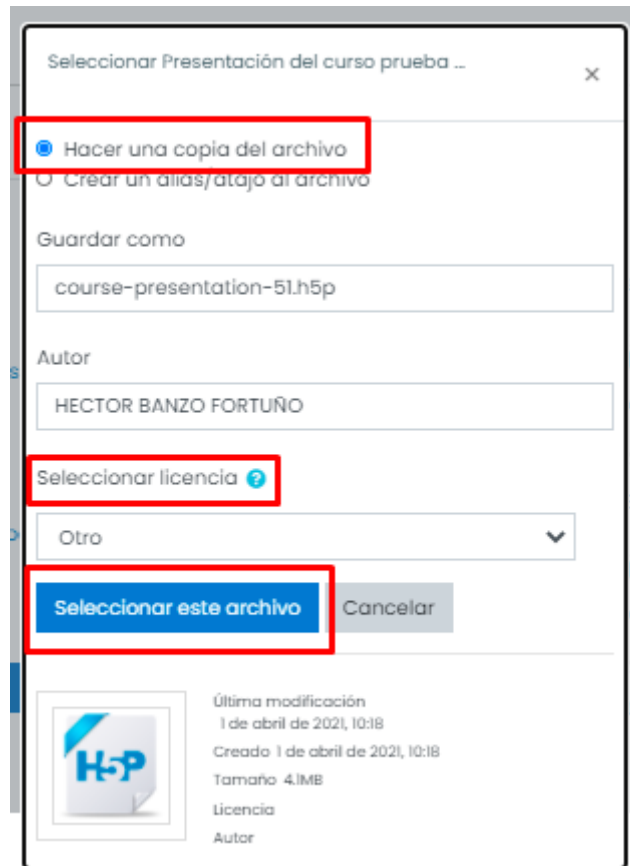 Seleccionar Presentación del curso prueba ...
×
Hacer una copia del archivo
Crear un alias/atajo al archivo
Guardar como
course-presentation-51.h5p
Autor
HECTOR BANZO FORTUÑO
Seleccionar licencia ?
Otro
Seleccionar este archivo Cancelar
Última modificación
1 de abril de 2021, 10:18
Creado 1 de abril de 2021, 10:18
Tamaño 4.1MB
Licencia
Autor
H5P